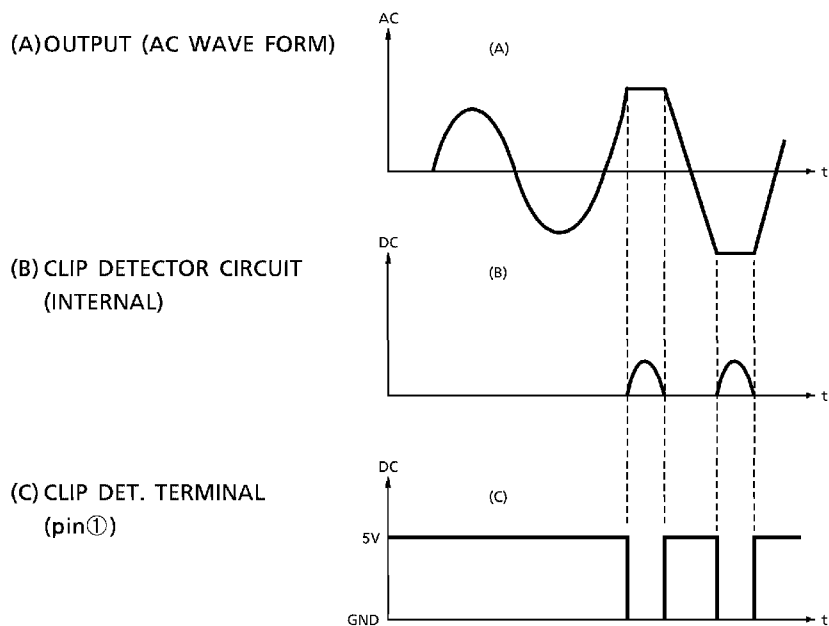 AC
(A) OUTPUT (AC WAVE FORM)
(A)
t
DC
(B) CLIP DETECTOR CIRCUIT
(INTERNAL)
(B)
t
DC
(C) CLIP DET. TERMINAL
(pin①)
(C)
5V
GND
t